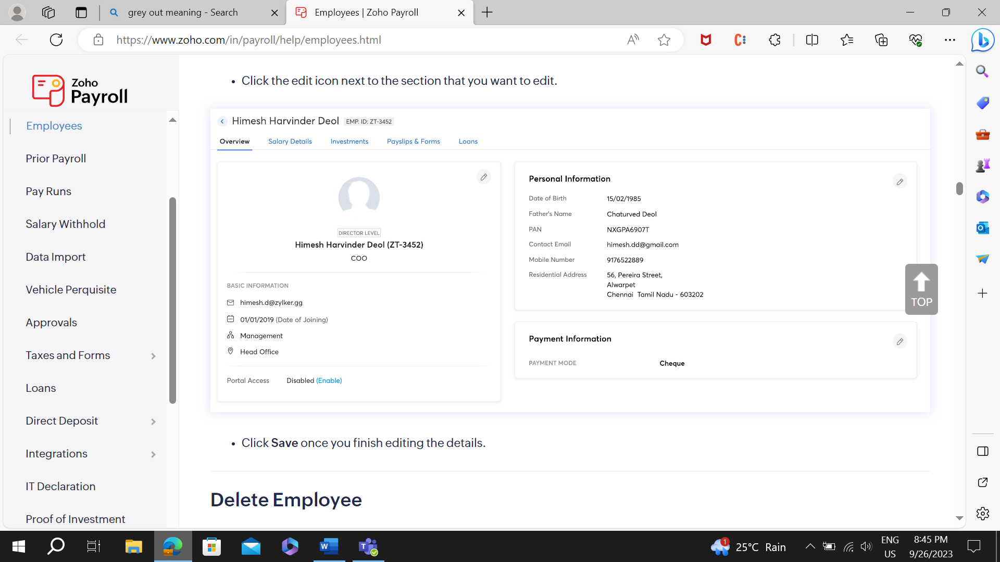 grey out meaning - Search
Employees | Zoho Payroll
https://www.zoho.com/in/payroll/help/employees.html
Zoho
Payroll
Employees
Prior Payroll
Pay Runs
Salary Withhold
Data Import
Vehicle Perquisite
Approvals
Taxes and Forms
Loans
Direct Deposit
Integrations
IT Declaration
Proof of Investment
• Click the edit icon next to the section that you want to edit.
Himesh Harvinder Deol EMP. ID: ZT-3452
Overview Salary Details Investments Payslips & Forms Loans
DIRECTOR LEVEL
Himesh Harvinder Deol (ZT-3452)
COO
BASIC INFORMATION
himesh.d@zylker.gg
01/01/2019 (Date of Joining)
Management
Head Office
Portal Access Disabled (Enable)
Personal Information
Date of Birth 15/02/1985
Father's Name Chaturved Deol
PAN NXGPA6907T
Contact Email himesh.dd@gmail.com
Mobile Number 9176522889
Residential Address 56, Pereira Street,
Alwarpet
Chennai Tamil Nadu - 603202
Payment Information
PAYMENT MODE Cheque
TOP
• Click Save once you finish editing the details.
Delete Employee
1
25°C Rain
ENG
US
8:45 PM
9/26/2023